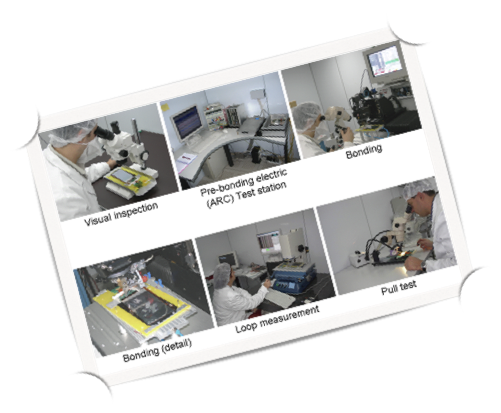 Visual inspection
Pre-bonding electric
(ARC) Test station
Bonding
Bonding (detail)
Loop measurement
Pull test